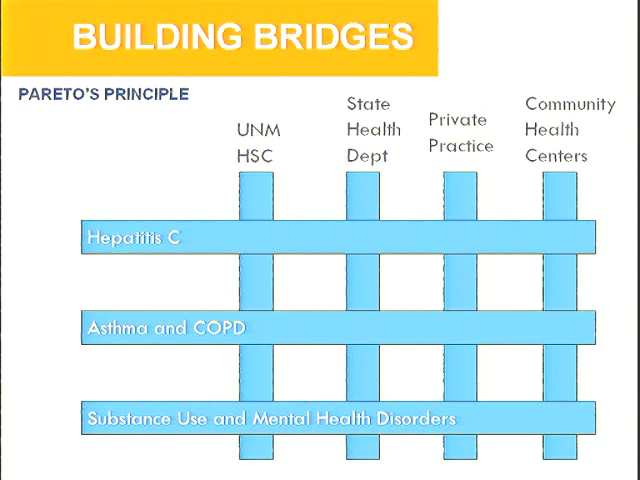 BUILDING BRIDGES
PARETO'S PRINCIPLE
UNM
HSC
State
Health
Dept
Private
Practice
Community
Health
Centers
Hepatitis C
Asthma and COPD
Substance Use and Mental Health Disorders